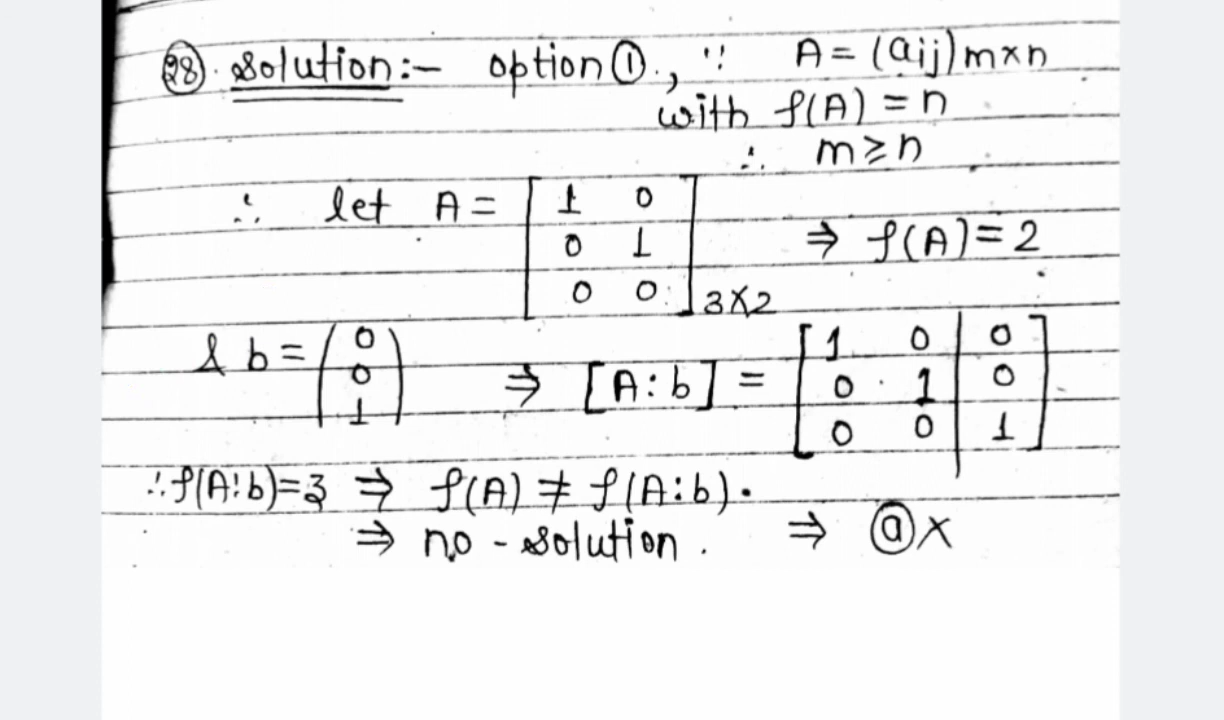 (28). Solution:- option ①., ∵ A = (aij)m×n
with ρ(A) = n
∴ m ≥ n
∴ let A = [ 1 0
0 1
0 0 ]3×2 ⇒ ρ(A) = 2
& b = ( 0
0
1 ) ⇒ [A:b] = [ 1 0 | 0
0 1 | 0
0 0 | 1 ]
∴ ρ(A:b) = 3 ⇒ ρ(A) ≠ ρ(A:b).
⇒ no - solution. ⇒ ⓐ ×